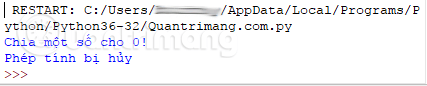 RESTART: C:/Users/ /AppData/Local/Programs/P
ython/Python36-32/Quantrimang.com.py
Chia một số cho 0!
Phép tính bị hủy
>>>